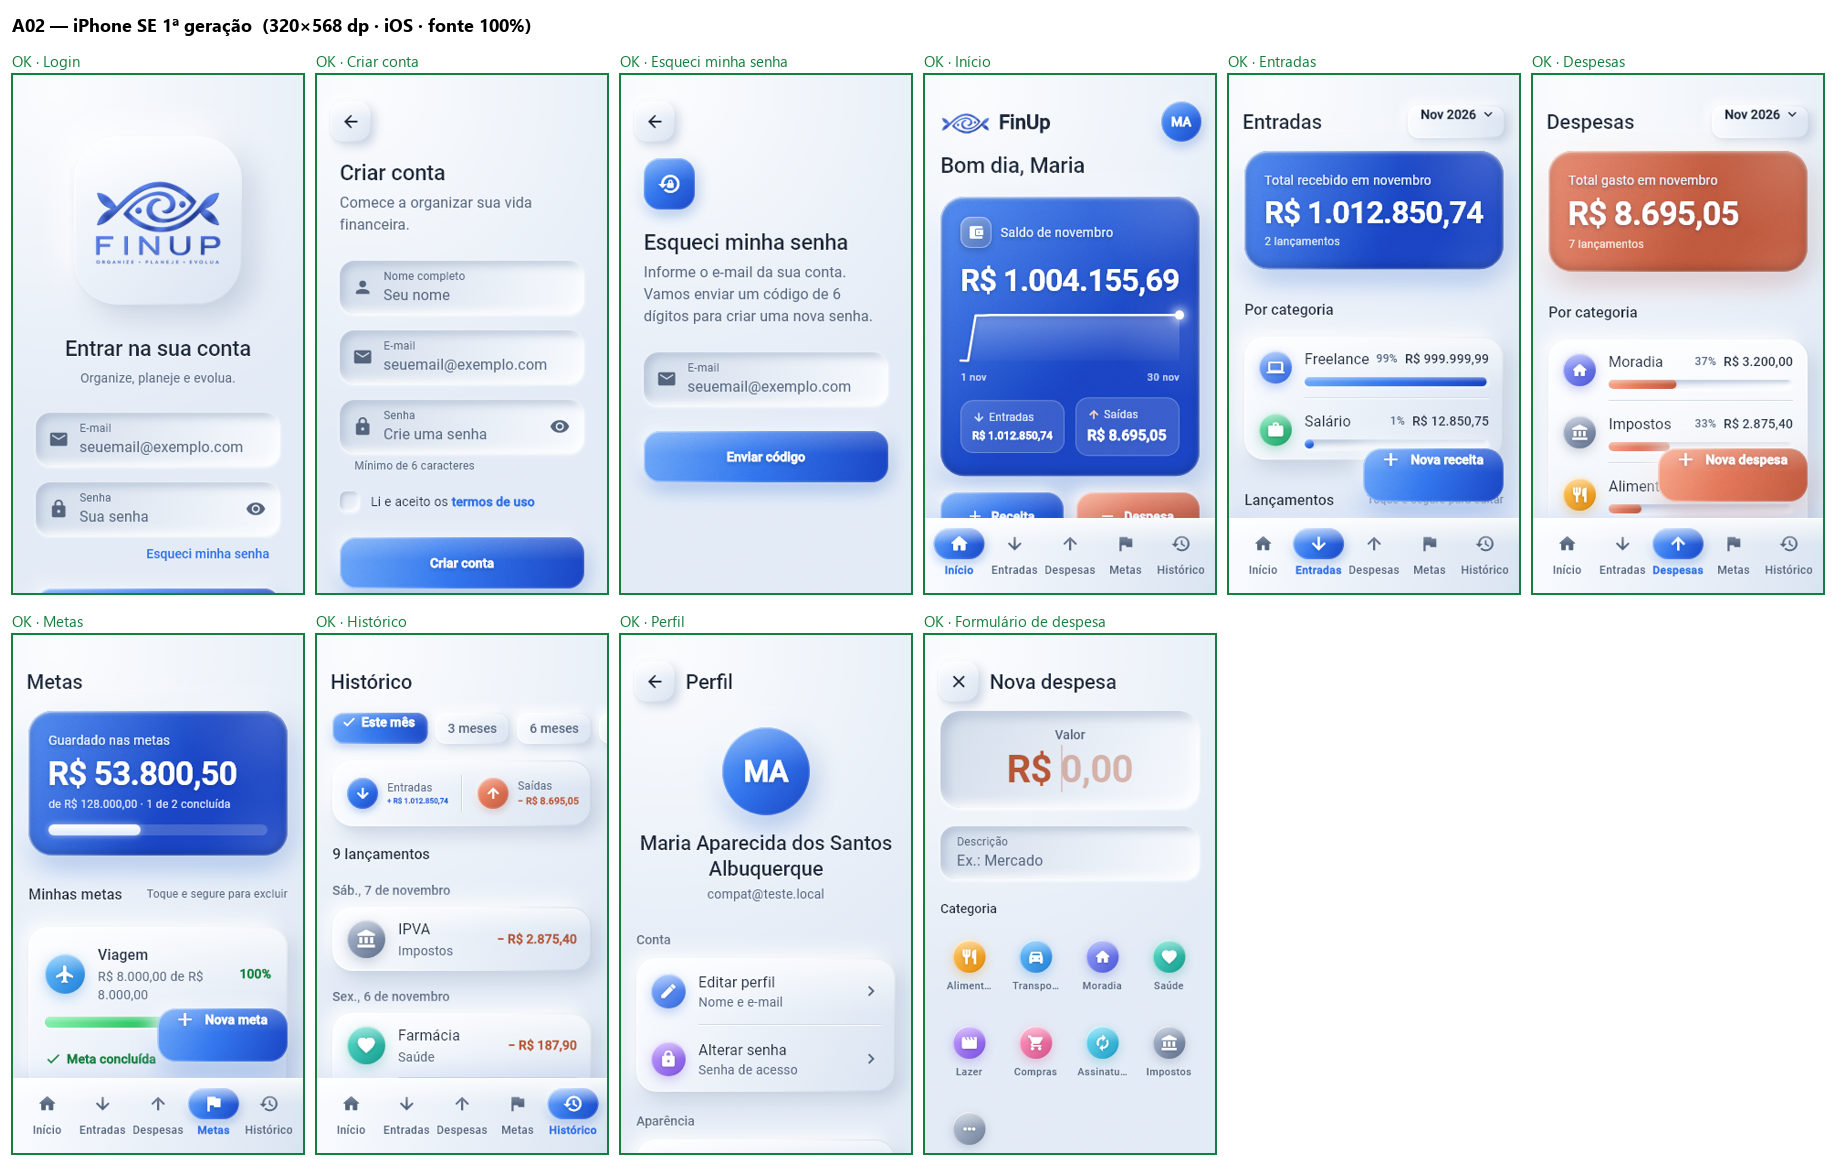 A02 — iPhone SE 1ª geração (320×568 dp · iOS · fonte 100%)
OK · Login
FINUP
ORGANIZE • PLANEJE • EVOLUA
Entrar na sua conta
Organize, planeje e evolua.
E-mail
seuemail@exemplo.com
Senha
Sua senha
Esqueci minha senha
OK · Criar conta
Criar conta
Comece a organizar sua vida
financeira.
Nome completo
Seu nome
E-mail
seuemail@exemplo.com
Senha
Crie uma senha
Mínimo de 6 caracteres
Li e aceito os termos de uso
Criar conta
OK · Esqueci minha senha
Esqueci minha senha
Informe o e-mail da sua conta.
Vamos enviar um código de 6
dígitos para criar uma nova senha.
E-mail
seuemail@exemplo.com
Enviar código
OK · Início
FinUp
MA
Bom dia, Maria
Saldo de novembro
R$ 1.004.155,69
1 nov
30 nov
Entradas
R$ 1.012.850,74
Saídas
R$ 8.695,05
+ Receita
− Despesa
Início
Entradas
Despesas
Metas
Histórico
OK · Entradas
Entradas
Nov 2026
Total recebido em novembro
R$ 1.012.850,74
2 lançamentos
Por categoria
Freelance 99% R$ 999.999,99
Salário 1% R$ 12.850,75
+ Nova receita
Lançamentos
Início
Entradas
Despesas
Metas
Histórico
OK · Despesas
Despesas
Nov 2026
Total gasto em novembro
R$ 8.695,05
7 lançamentos
Por categoria
Moradia 37% R$ 3.200,00
Impostos 33% R$ 2.875,40
+ Nova despesa
Aliment
Início
Entradas
Despesas
Metas
Histórico
OK · Metas
Metas
Guardado nas metas
R$ 53.800,50
de R$ 128.000,00 · 1 de 2 concluída
Minhas metas
Toque e segure para excluir
Viagem
R$ 8.000,00 de R$
8.000,00
100%
+ Nova meta
Meta concluída
Início
Entradas
Despesas
Metas
Histórico
OK · Histórico
Histórico
Este mês
3 meses
6 meses
Entradas
+ R$ 1.012.850,74
Saídas
− R$ 8.695,05
9 lançamentos
Sáb., 7 de novembro
IPVA
Impostos
− R$ 2.875,40
Sex., 6 de novembro
Farmácia
Saúde
− R$ 187,90
Início
Entradas
Despesas
Metas
Histórico
OK · Perfil
Perfil
MA
Maria Aparecida dos Santos
Albuquerque
compat@teste.local
Conta
Editar perfil
Nome e e-mail
Alterar senha
Senha de acesso
Aparência
OK · Formulário de despesa
Nova despesa
Valor
R$ 0,00
Descrição
Ex.: Mercado
Categoria
Aliment...
Transpo...
Moradia
Saúde
Lazer
Compras
Assinatu...
Impostos